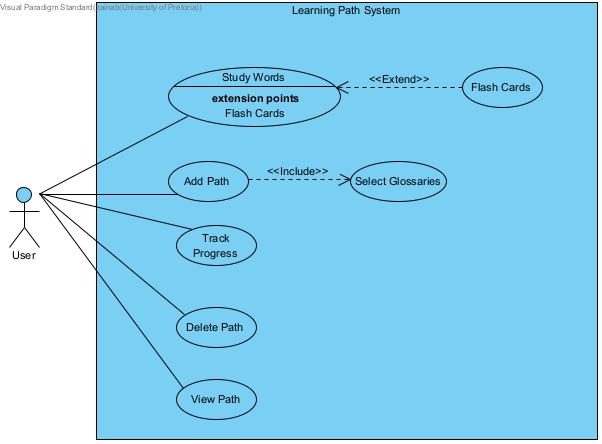 Visual Paradigm Standard(zainab(University of Pretoria))
Learning Path System
Study Words
extension points
Flash Cards
<<Extend>>
Flash Cards
Add Path
<<Include>>
Select Glossaries
User
Track
Progress
Delete Path
View Path